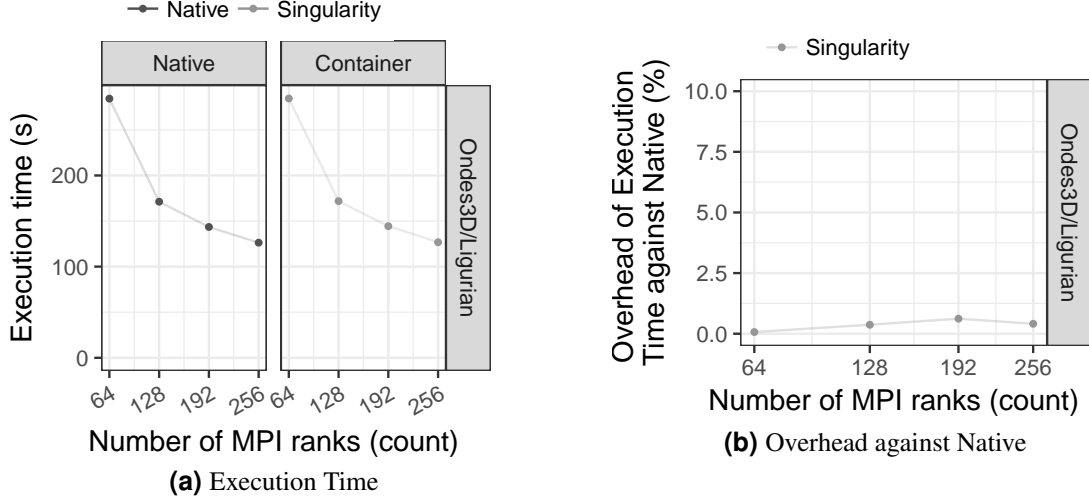 Native Singularity
Native Container
Execution time (s)
200
100
0
Ondes3D/Ligurian
64 128 192 256 64 128 192 256
Number of MPI ranks (count)
(a) Execution Time
Singularity
Overhead of Execution
Time against Native (%)
10.0
7.5
5.0
2.5
0.0
Ondes3D/Ligurian
64 128 192 256
Number of MPI ranks (count)
(b) Overhead against Native